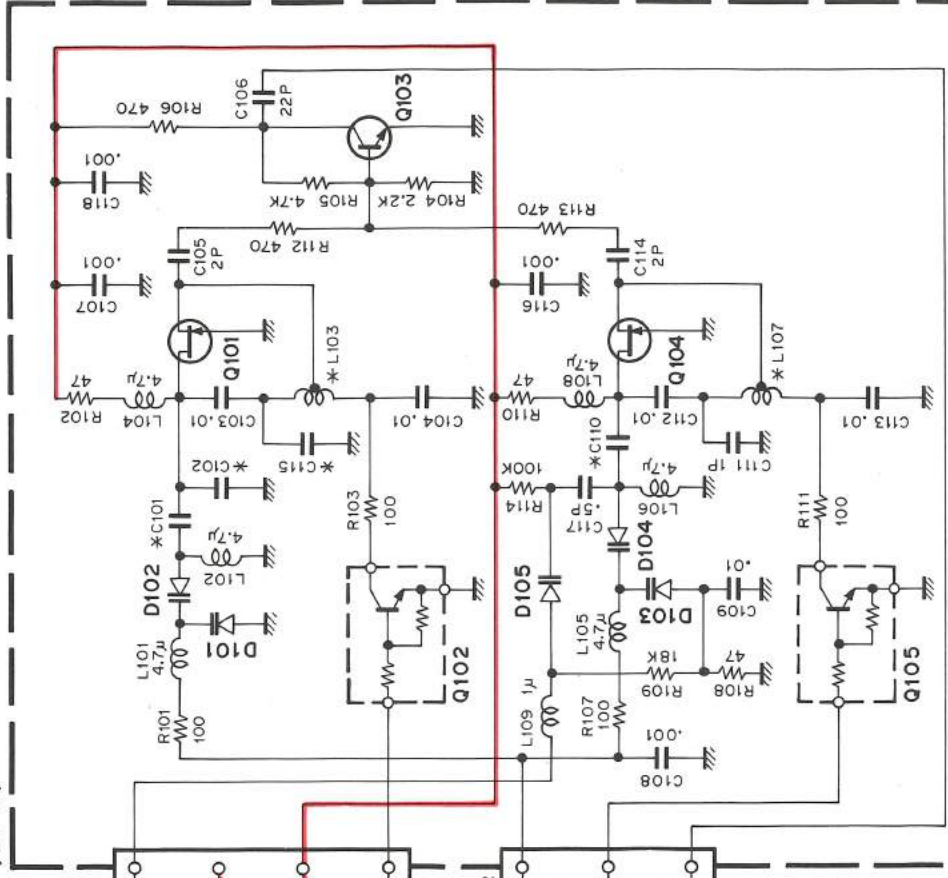 C106
22P
Q103
R106 470
.001
C118
4.7K
R105
R104 2.2K
R113 470
C105
2P
R112 470
C114
2P
.001
C107
.001
C116
Q101
*L103
Q104
*L107
47
R102
4.7μ
L104
C103 .01
C104 .01
47
R110
L108
4.7μ
C112 .01
C113 .01
*C102
*C115
*C110
C111 1P
100K
R114
.5P
C117
4.7μ
L106
*C101
R103
100
R111
100
4.7μ
L102
D102
D101
D105
D104
D103
.01
C109
L101
4.7μ
L105
4.7μ
Q102
18K
R109
47
R108
Q105
R101
100
L109 1μ
R107
100
.001
C108